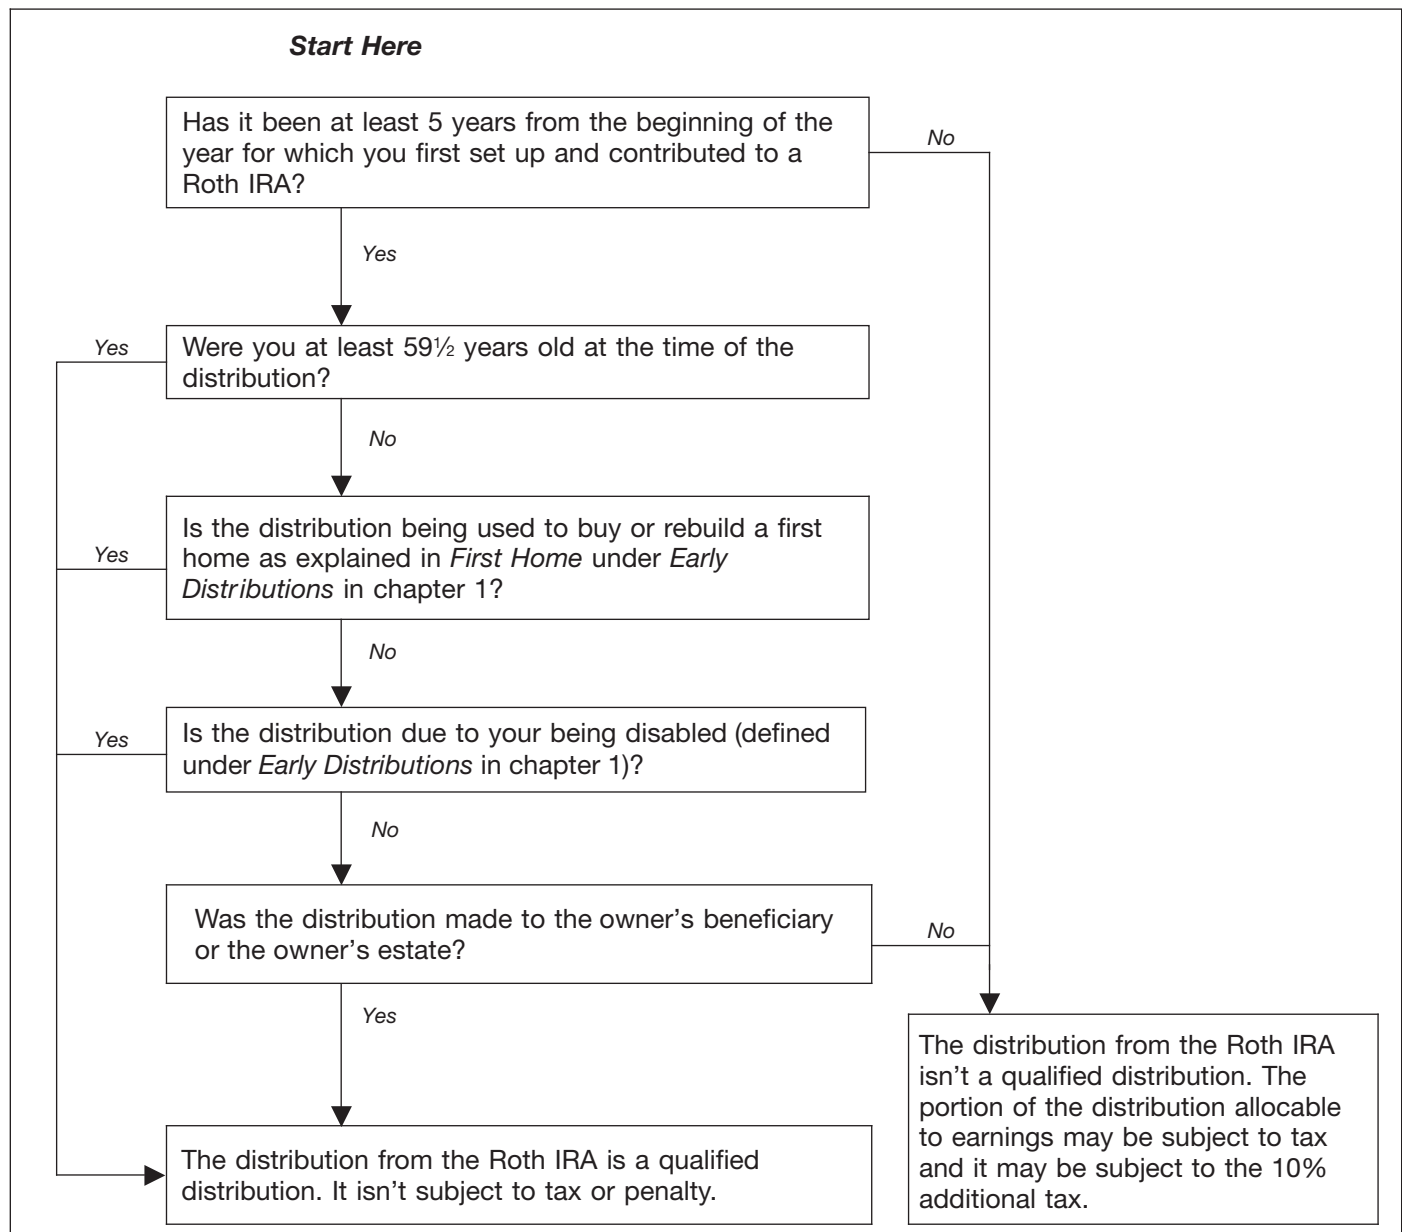 Start Here
Has it been at least 5 years from the beginning of the
year for which you first set up and contributed to a
Roth IRA?
No
Yes
Yes
Were you at least 59½ years old at the time of the
distribution?
No
Is the distribution being used to buy or rebuild a first
home as explained in First Home under Early
Distributions in chapter 1?
Yes
No
Is the distribution due to your being disabled (defined
under Early Distributions in chapter 1)?
Yes
No
Was the distribution made to the owner’s beneficiary
or the owner’s estate?
No
Yes
The distribution from the Roth IRA is a qualified
distribution. It isn’t subject to tax or penalty.
The distribution from the Roth IRA
isn’t a qualified distribution. The
portion of the distribution allocable
to earnings may be subject to tax
and it may be subject to the 10%
additional tax.